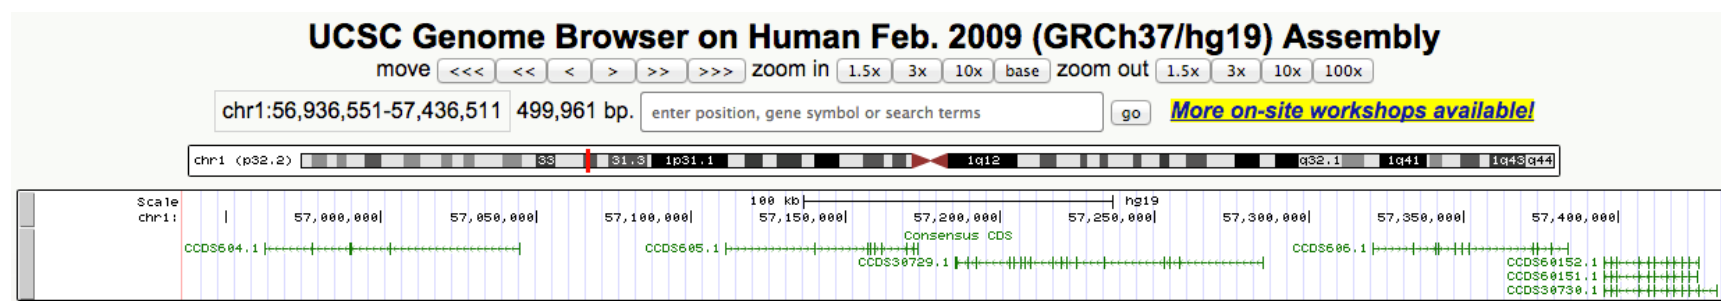 UCSC Genome Browser on Human Feb. 2009 (GRCh37/hg19) Assembly
move <<< << < > >> >>> zoom in 1.5x 3x 10x base zoom out 1.5x 3x 10x 100x
chr1:56,936,551-57,436,511 499,961 bp. enter position, gene symbol or search terms go More on-site workshops available!
chr1 (p32.2) 33 31.3 1p31.1 1q12 q32.1 1q41 1q43 q44
Scale 100 kb hg19
chr1: 57,000,000 57,050,000 57,100,000 57,150,000 57,200,000 57,250,000 57,300,000 57,350,000 57,400,000
Consensus CDS
CCDS604.1 CCDS605.1 CCDS606.1
CCDS30729.1 CCDS60152.1
CCDS60151.1
CCDS30730.1